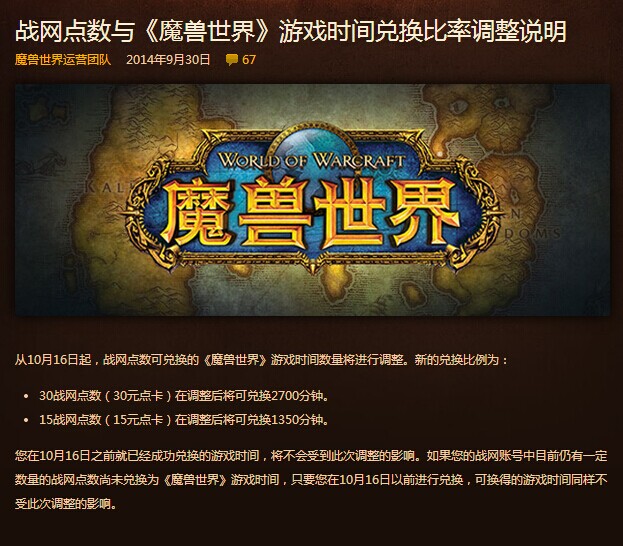 战网点数与《魔兽世界》游戏时间兑换比率调整说明
魔兽世界运营团队 2014年9月30日 67
WORLD OF WARCRAFT
魔兽世界
从10月16日起，战网点数可兑换的《魔兽世界》游戏时间数量将进行调整。新的兑换比例为：
30战网点数（30元点卡）在调整后将可兑换2700分钟。
15战网点数（15元点卡）在调整后将可兑换1350分钟。
您在10月16日之前就已经成功兑换的游戏时间，将不会受到此次调整的影响。如果您的战网账号中目前仍有一定
数量的战网点数尚未兑换为《魔兽世界》游戏时间，只要您在10月16日以前进行兑换，可换得的游戏时间同样不
受此次调整的影响。